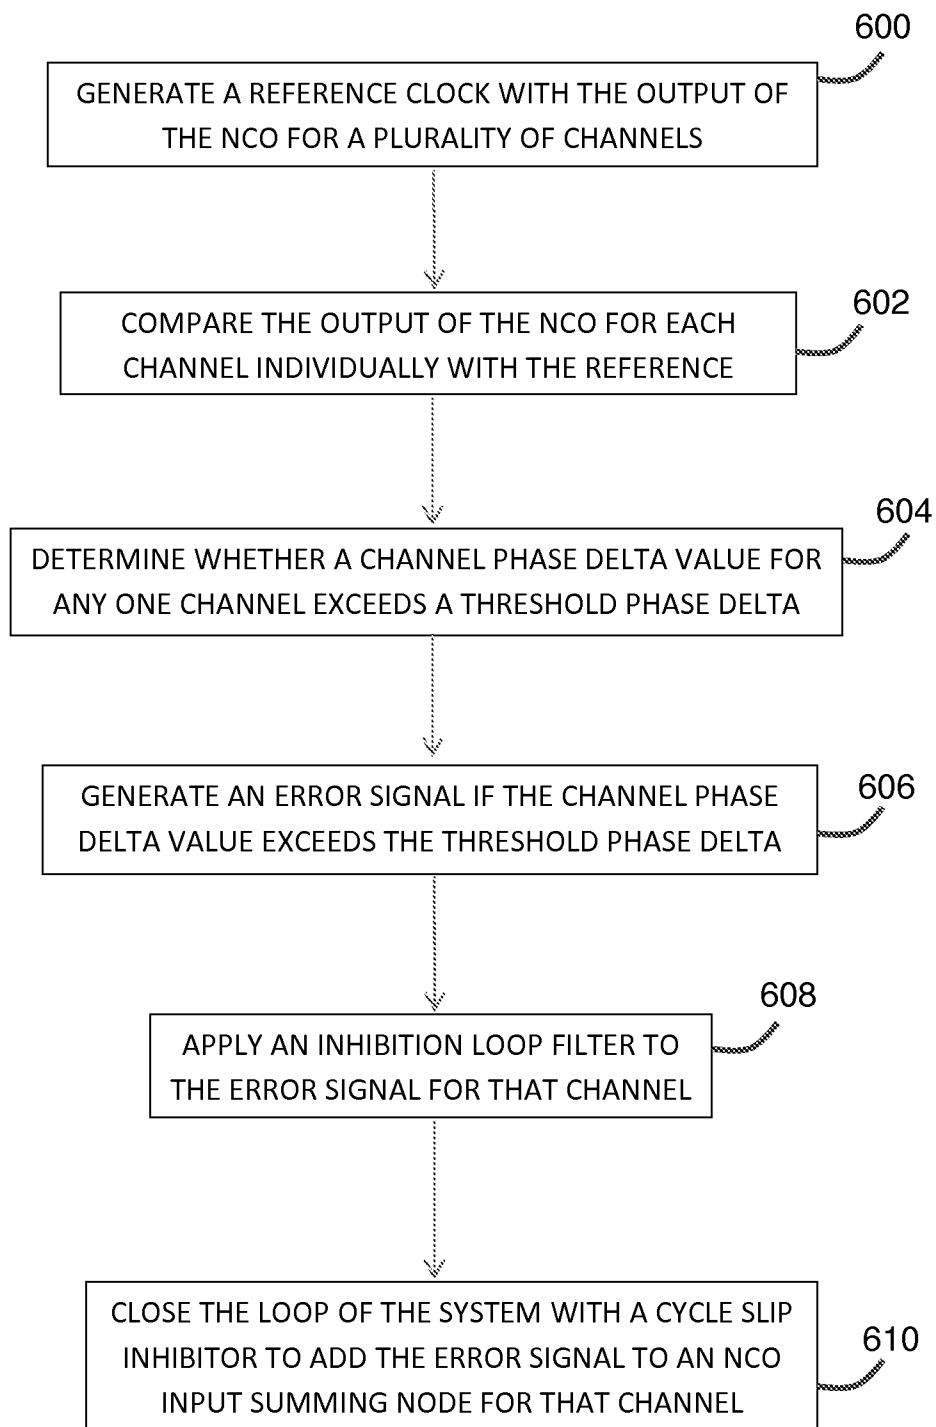 600
GENERATE A REFERENCE CLOCK WITH THE OUTPUT OF
THE NCO FOR A PLURALITY OF CHANNELS
602
COMPARE THE OUTPUT OF THE NCO FOR EACH
CHANNEL INDIVIDUALLY WITH THE REFERENCE
604
DETERMINE WHETHER A CHANNEL PHASE DELTA VALUE FOR
ANY ONE CHANNEL EXCEEDS A THRESHOLD PHASE DELTA
606
GENERATE AN ERROR SIGNAL IF THE CHANNEL PHASE
DELTA VALUE EXCEEDS THE THRESHOLD PHASE DELTA
608
APPLY AN INHIBITION LOOP FILTER TO
THE ERROR SIGNAL FOR THAT CHANNEL
610
CLOSE THE LOOP OF THE SYSTEM WITH A CYCLE SLIP
INHIBITOR TO ADD THE ERROR SIGNAL TO AN NCO
INPUT SUMMING NODE FOR THAT CHANNEL